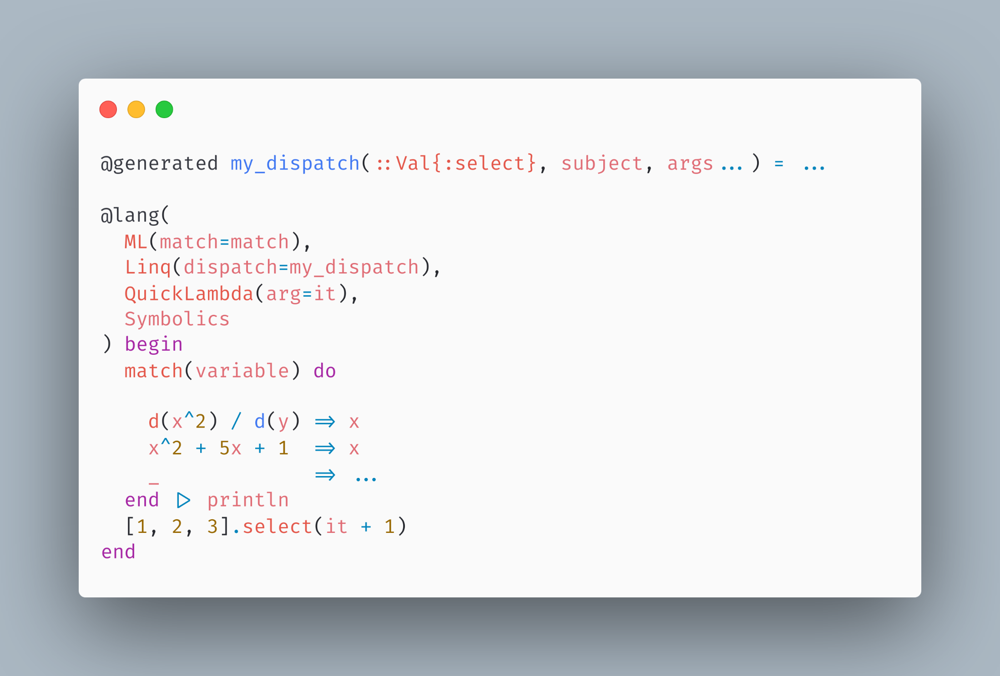 @generated my_dispatch(::Val{:select}, subject, args...) = ...
@lang(
  ML(match=match),
  Linq(dispatch=my_dispatch),
  QuickLambda(arg=it),
  Symbolics
) begin
  match(variable) do
    d(x^2) / d(y) => x
    x^2 + 5x + 1  => x
    _             => ...
  end |> println
  [1, 2, 3].select(it + 1)
end